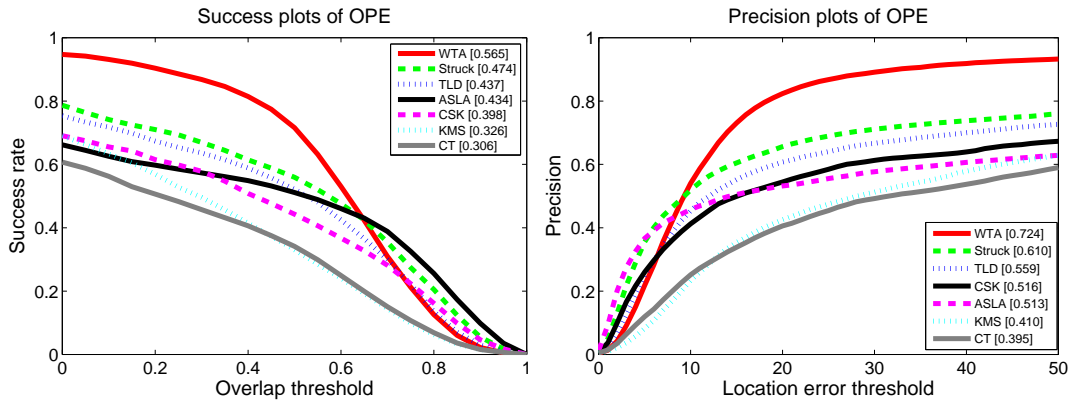 Success plots of OPE
1
0.8
0.6
0.4
0.2
0
Success rate
0
0.2
0.4
0.6
0.8
1
Overlap threshold
WTA [0.565]
Struck [0.474]
TLD [0.437]
ASLA [0.434]
CSK [0.398]
KMS [0.326]
CT [0.306]
Precision plots of OPE
1
0.8
0.6
0.4
0.2
0
Precision
0
10
20
30
40
50
Location error threshold
WTA [0.724]
Struck [0.610]
TLD [0.559]
CSK [0.516]
ASLA [0.513]
KMS [0.410]
CT [0.395]